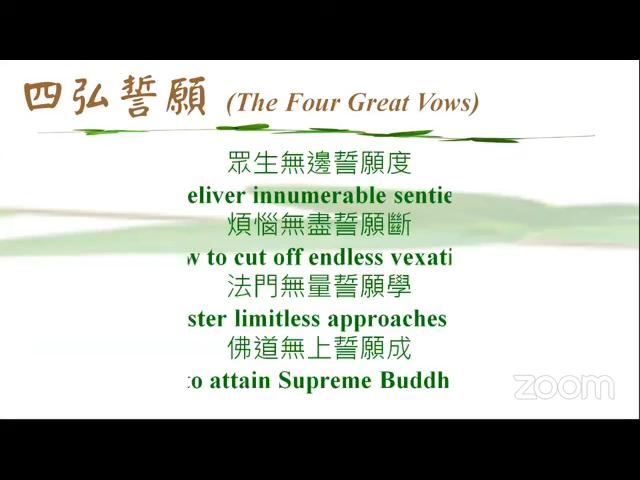 四弘誓願 (The Four Great Vows)
眾生無邊誓願度
eliver innumerable sentie
煩惱無盡誓願斷
w to cut off endless vexati
法門無量誓願學
ster limitless approaches
佛道無上誓願成
to attain Supreme Buddh
zoom